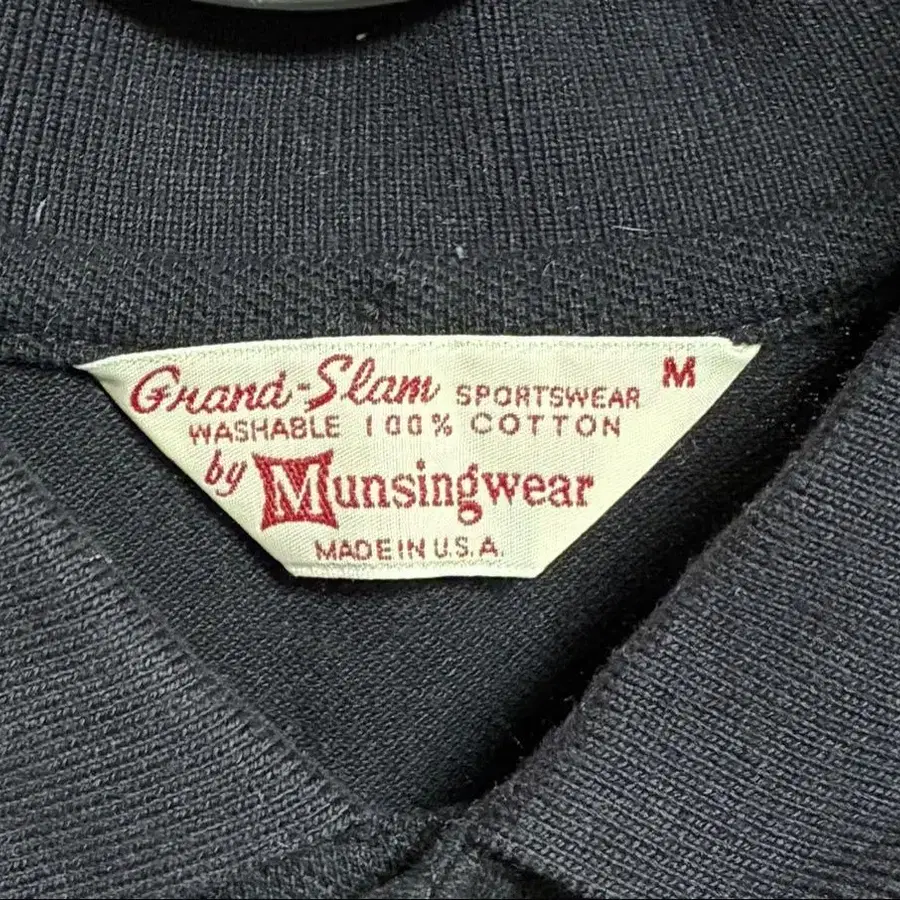 Grand-Slam SPORTSWEAR M
WASHABLE 100% COTTON
by Munsingwear
MADE IN U.S.A.